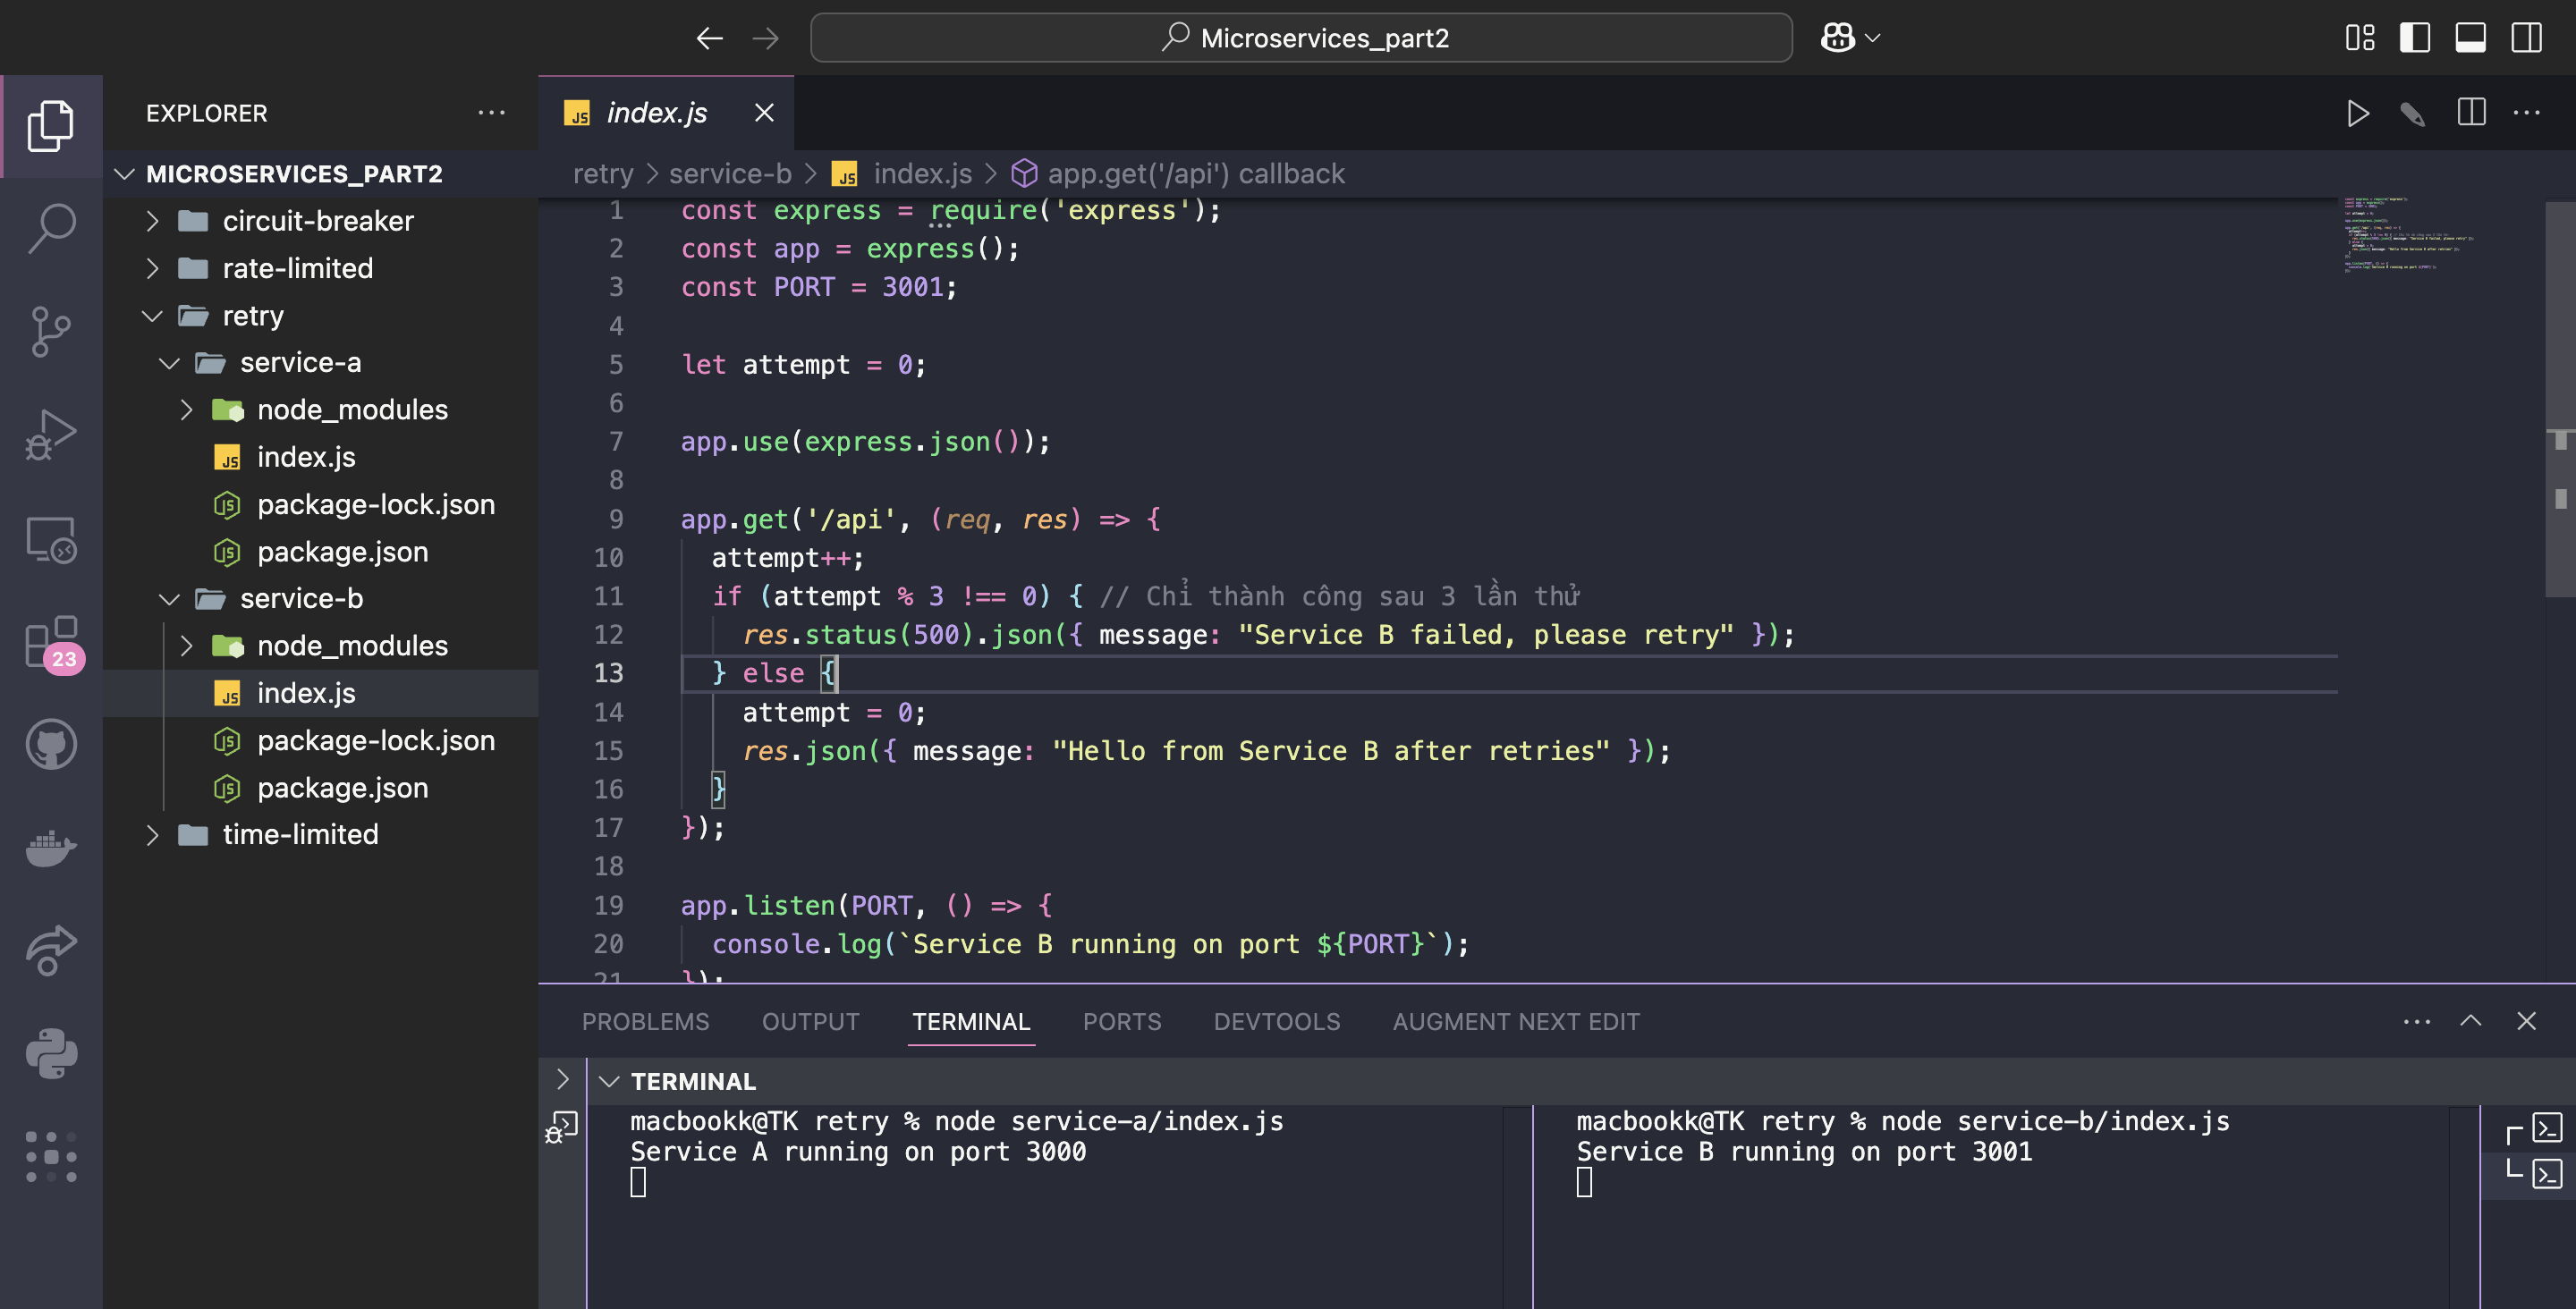 Microservices_part2
EXPLORER
MICROSERVICES_PART2
circuit-breaker
rate-limited
retry
service-a
node_modules
index.js
package-lock.json
package.json
service-b
node_modules
index.js
package-lock.json
package.json
time-limited
23
index.js
retry > service-b > index.js > app.get('/api') callback
1 const express = require('express');
2 const app = express();
3 const PORT = 3001;
4
5 let attempt = 0;
6
7 app.use(express.json());
8
9 app.get('/api', (req, res) => {
10 attempt++;
11 if (attempt % 3 !== 0) { // Chỉ thành công sau 3 lần thử
12 res.status(500).json({ message: "Service B failed, please retry" });
13 } else {
14 attempt = 0;
15 res.json({ message: "Hello from Service B after retries" });
16 }
17 });
18
19 app.listen(PORT, () => {
20 console.log(`Service B running on port ${PORT}`);
21 });
PROBLEMS OUTPUT TERMINAL PORTS DEVTOOLS AUGMENT NEXT EDIT
TERMINAL
macbookk@TK retry % node service-a/index.js
Service A running on port 3000
macbookk@TK retry % node service-b/index.js
Service B running on port 3001